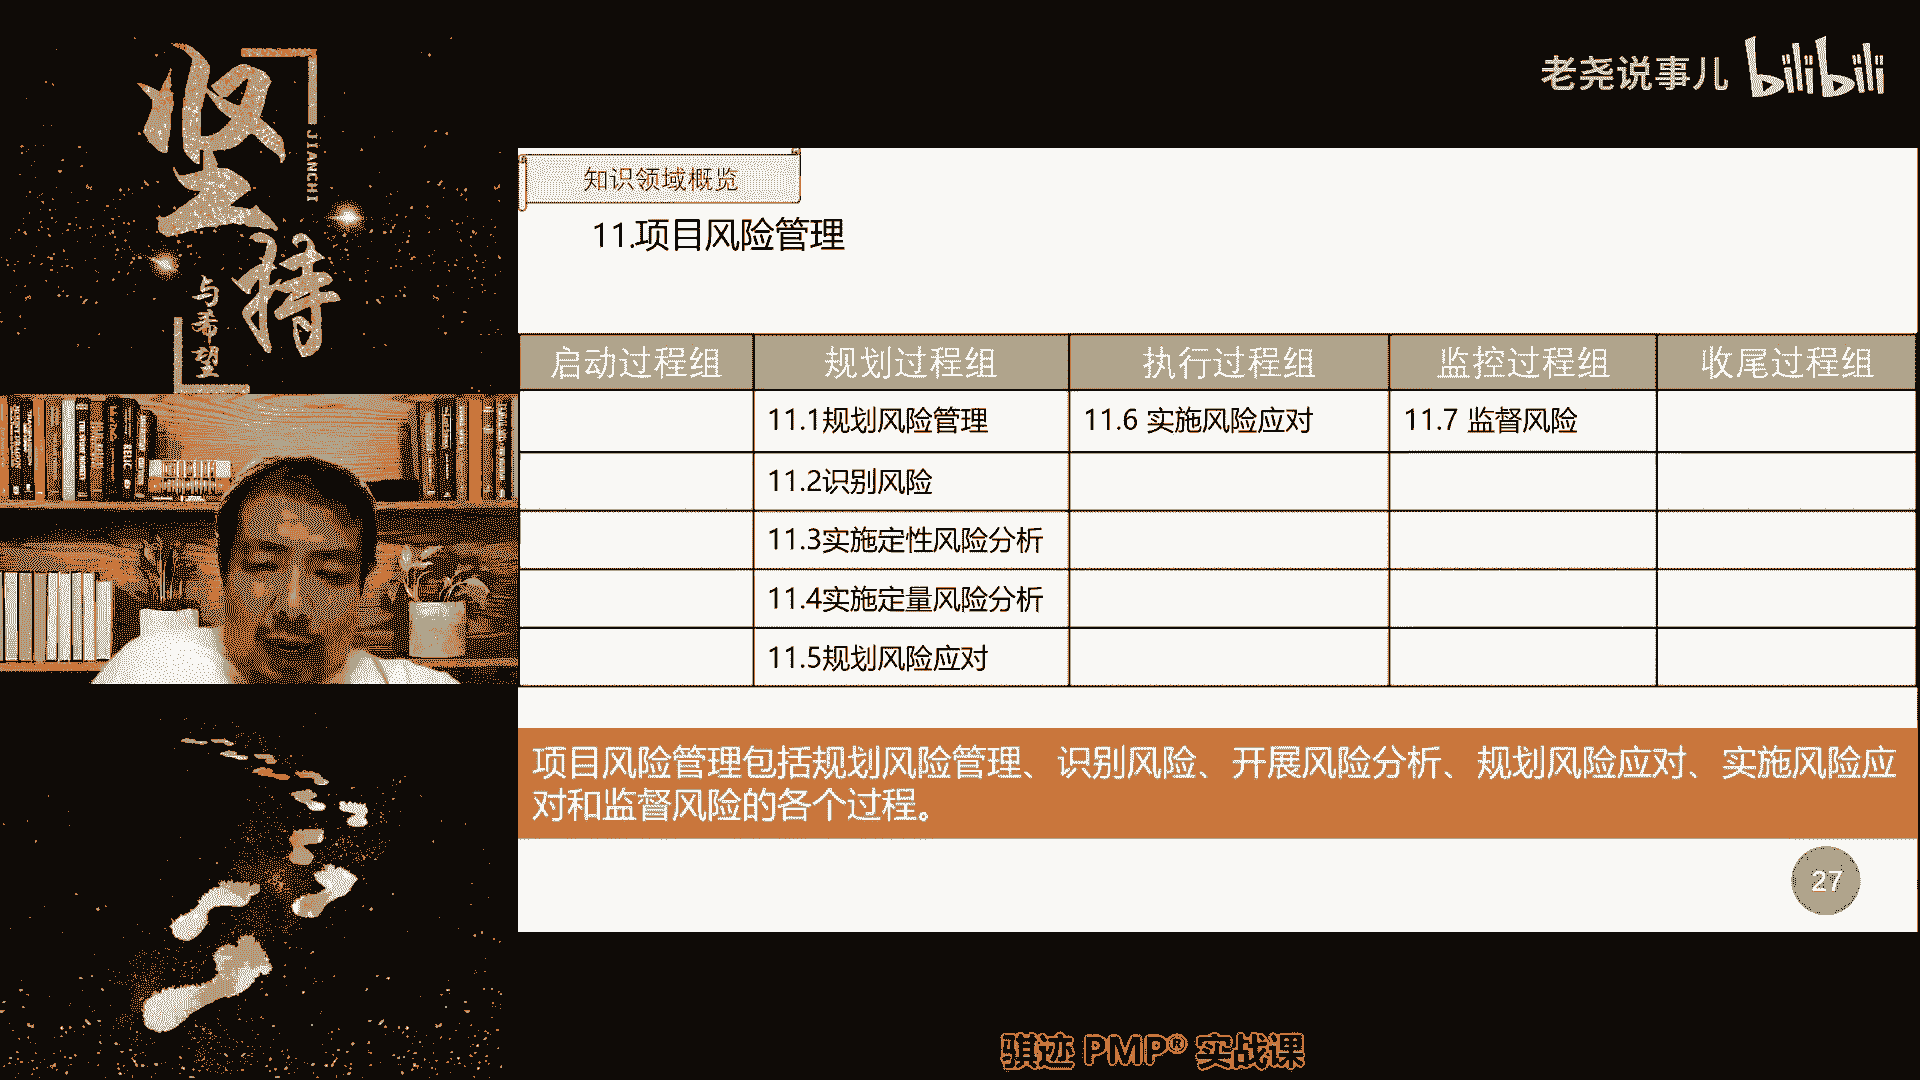 坚持
JIANCHI
与希望
老尧说事儿 bilibili
知识领域概览
11.项目风险管理
启动过程组 规划过程组 执行过程组 监控过程组 收尾过程组
11.1规划风险管理 11.6 实施风险应对 11.7 监督风险
11.2识别风险
11.3实施定性风险分析
11.4实施定量风险分析
11.5规划风险应对
项目风险管理包括规划风险管理、识别风险、开展风险分析、规划风险应对、实施风险应
对和监督风险的各个过程。
27
骐迹 PMP® 实战课